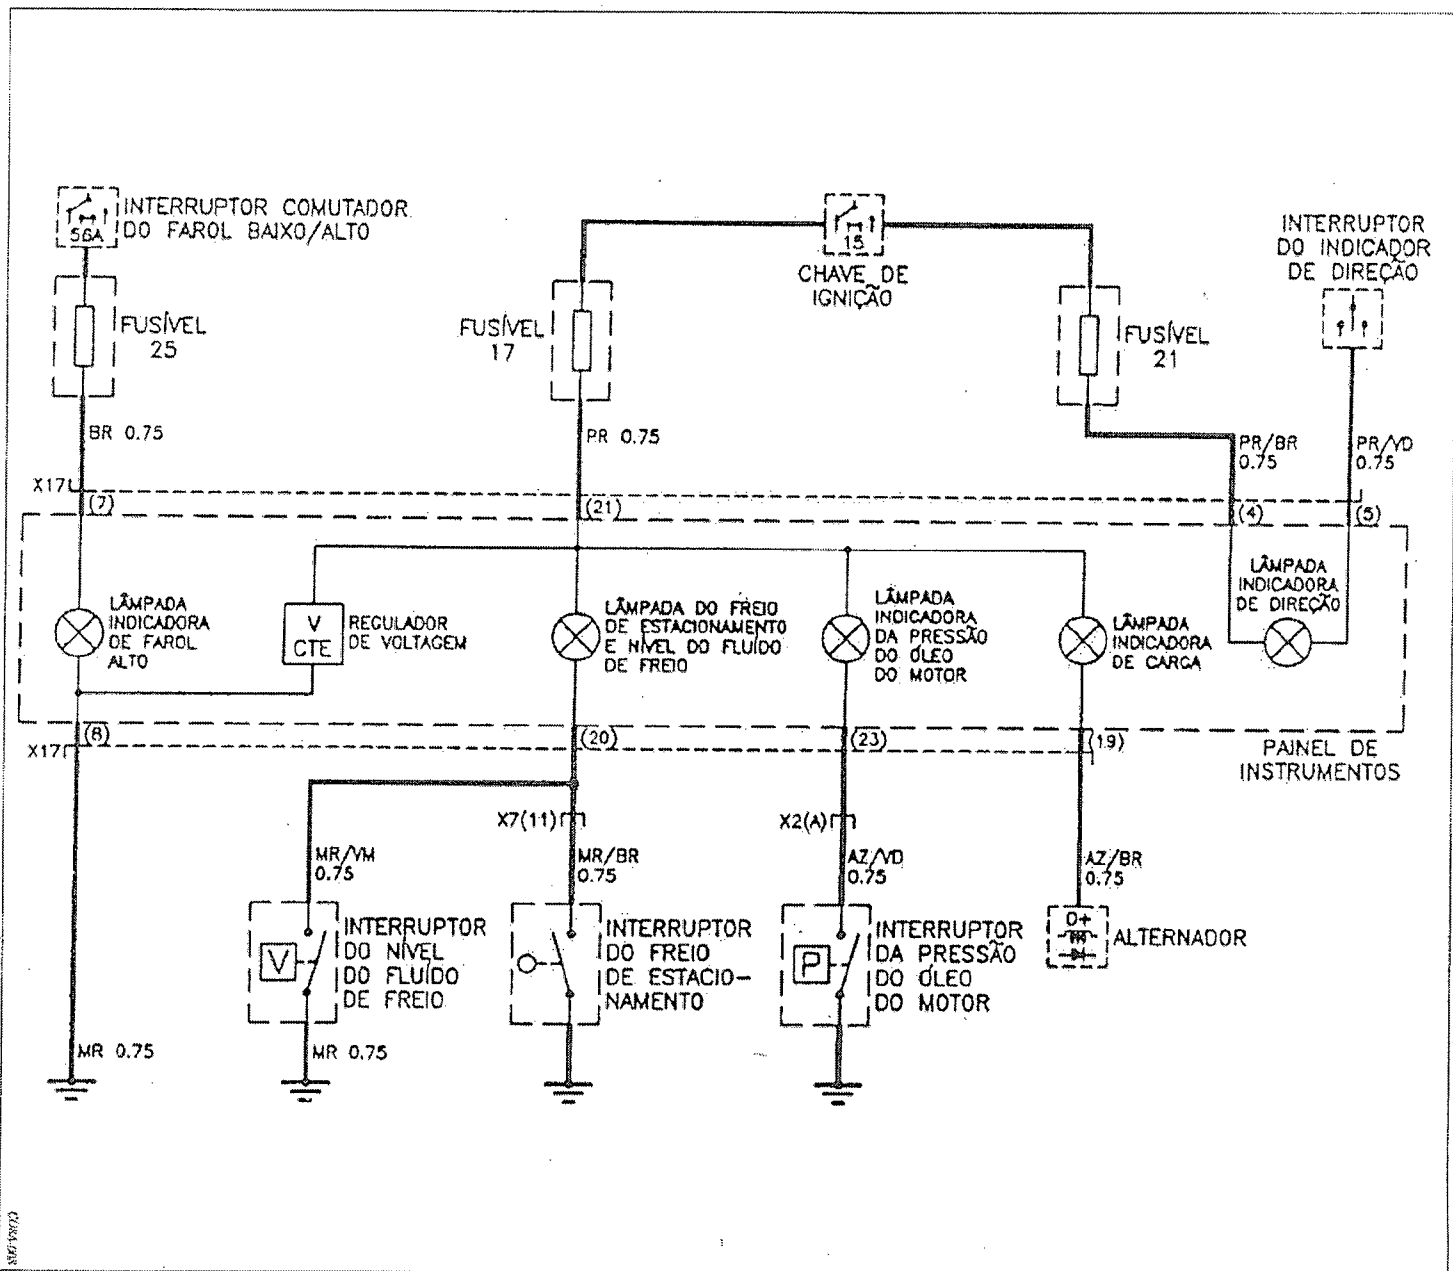 INTERRUPTOR COMUTADOR
DO FAROL BAIXO/ALTO
56A
15
CHAVE DE
IGNIÇÃO
INTERRUPTOR
DO INDICADOR
DE DIREÇÃO
FUSÍVEL
25
FUSÍVEL
17
FUSÍVEL
21
BR 0.75
PR 0.75
PR/BR
0.75
PR/VD
0.75
X17
(7)
(21)
(4)
(5)
LÂMPADA
INDICADORA
DE FAROL
ALTO
V
CTE
REGULADOR
DE VOLTAGEM
LÂMPADA DO FREIO
DE ESTACIONAMENTO
E NÍVEL DO FLUÍDO
DE FREIO
LÂMPADA
INDICADORA
DA PRESSÃO
DO ÓLEO
DO MOTOR
LÂMPADA
INDICADORA
DE CARGA
LÂMPADA
INDICADORA
DE DIREÇÃO
X17
(8)
(20)
(23)
(19)
PAINEL DE
INSTRUMENTOS
X7(11)
X2(A)
MR/VM
0.75
MR/BR
0.75
AZ/VD
0.75
AZ/BR
0.75
V
INTERRUPTOR
DO NÍVEL
DO FLUÍDO
DE FREIO
INTERRUPTOR
DO FREIO
DE ESTACIO-
NAMENTO
P
INTERRUPTOR
DA PRESSÃO
DO ÓLEO
DO MOTOR
D+
ALTERNADOR
MR 0.75
MR 0.75